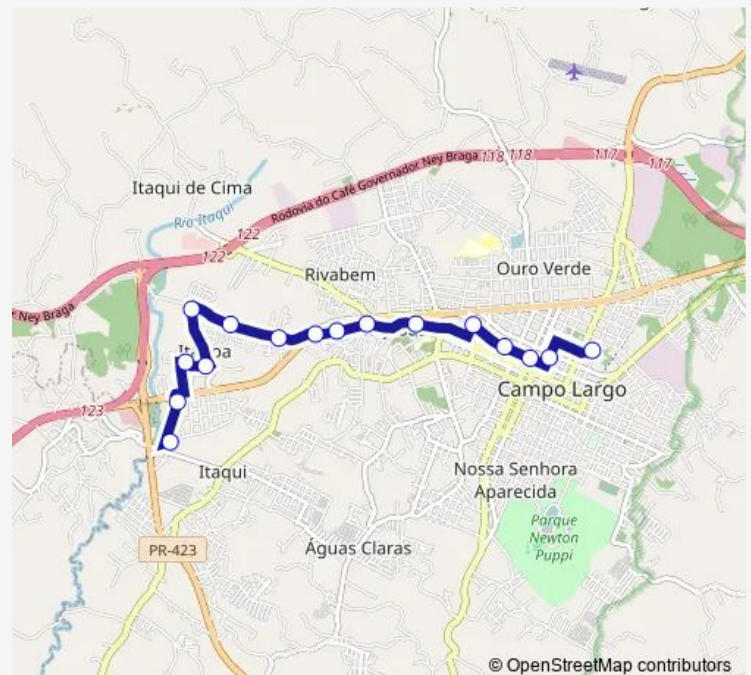 118 118
117
117
Rodovia do Café Governador Ney Braga
Itaqui de Cima
Rio Itaqui
122
122
Rivabem
Ouro Verde
Ney Braga
Campo Largo
123
Itaqui
Nossa Senhora
Aparecida
Parque
Newton
Puppi
PR-423
Águas Claras
© OpenStreetMap contributors